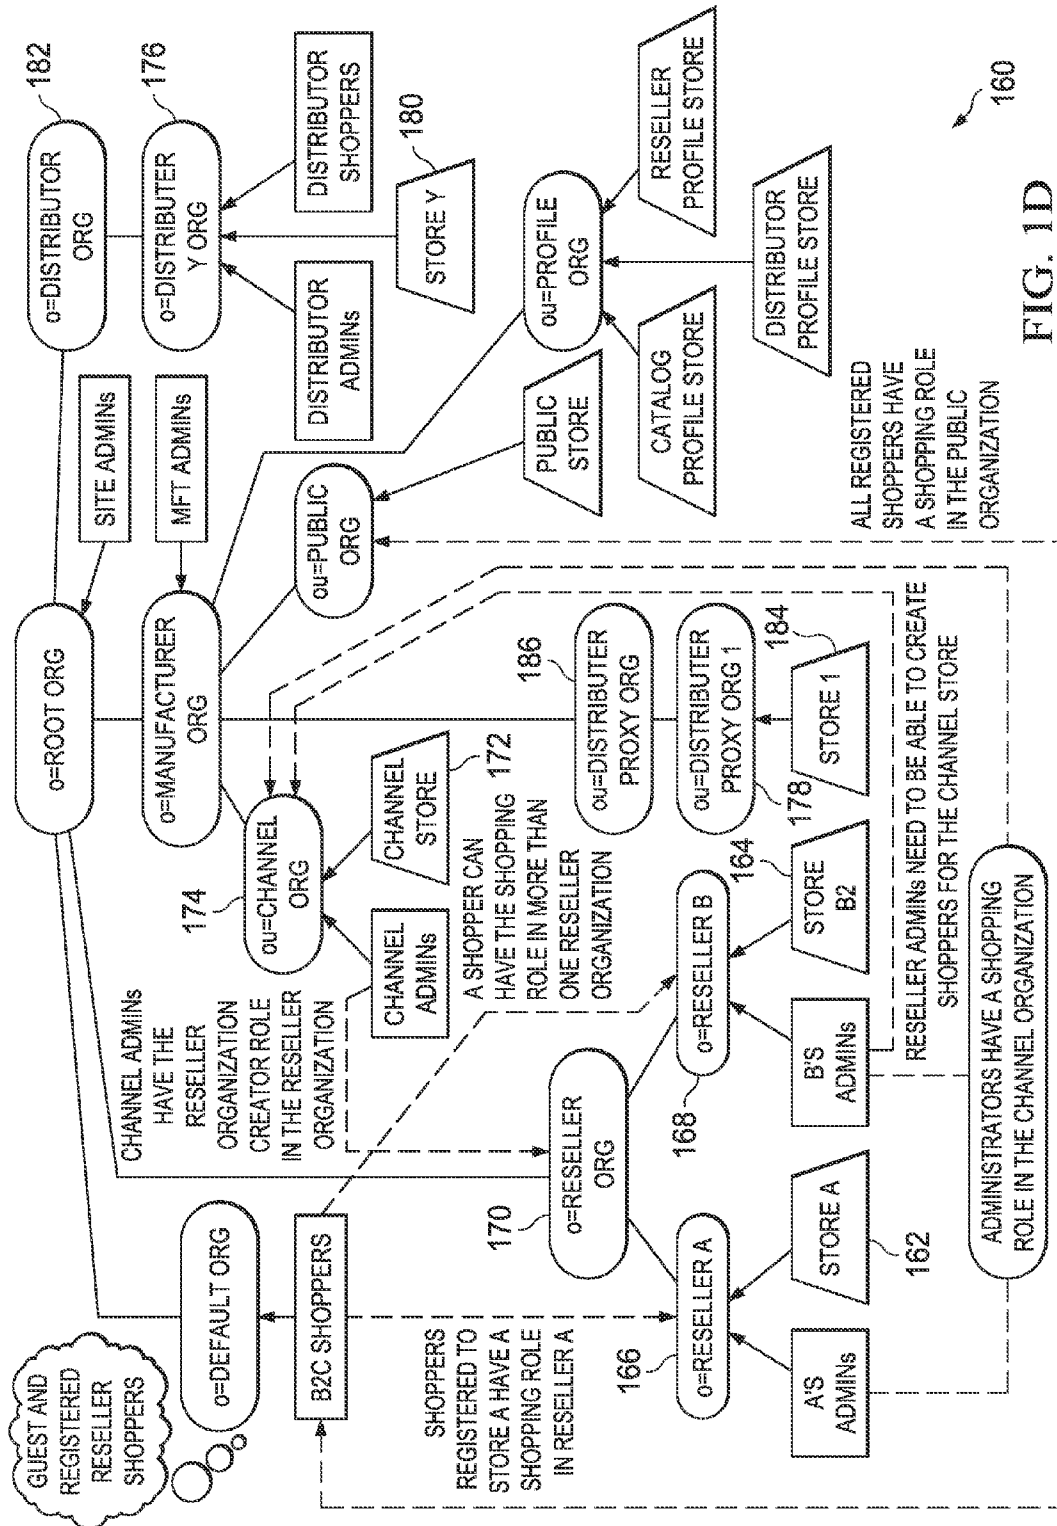 GUEST AND
REGISTERED
RESELLER
SHOPPERS
o=ROOT ORG
SITE ADMINs
o=DISTRIBUTOR
ORG
182
o=DEFAULT ORG
CHANNEL ADMINs
HAVE THE
RESELLER
ORGANIZATION
CREATOR ROLE
IN THE RESELLER
ORGANIZATION
174
o=MANUFACTURER
ORG
MFT ADMINs
o=DISTRIBUTER
Y ORG
176
B2C SHOPPERS
ou=CHANNEL
ORG
ou=PUBLIC
ORG
DISTRIBUTOR
ADMINs
DISTRIBUTOR
SHOPPERS
CHANNEL
ADMINs
CHANNEL
STORE
172
STORE Y
180
SHOPPERS
REGISTERED TO
STORE A HAVE A
SHOPPING ROLE
IN RESELLER A
170
o=RESELLER
ORG
A SHOPPER CAN
HAVE THE SHOPPING
ROLE IN MORE THAN
ONE RESELLER
ORGANIZATION
186
ou=DISTRIBUTER
PROXY ORG
PUBLIC
STORE
ou=PROFILE
ORG
166
o=RESELLER A
168
o=RESELLER B
ou=DISTRIBUTER
PROXY ORG 1
178
CATALOG
PROFILE STORE
RESELLER
PROFILE STORE
A'S
ADMINs
STORE A
162
B'S
ADMINs
STORE
B2
164
STORE 1
184
DISTRIBUTOR
PROFILE STORE
RESELLER ADMINs NEED TO BE ABLE TO CREATE
SHOPPERS FOR THE CHANNEL STORE
ALL REGISTERED
SHOPPERS HAVE
A SHOPPING ROLE
IN THE PUBLIC
ORGANIZATION
ADMINISTRATORS HAVE A SHOPPING
ROLE IN THE CHANNEL ORGANIZATION
160
FIG. 1D